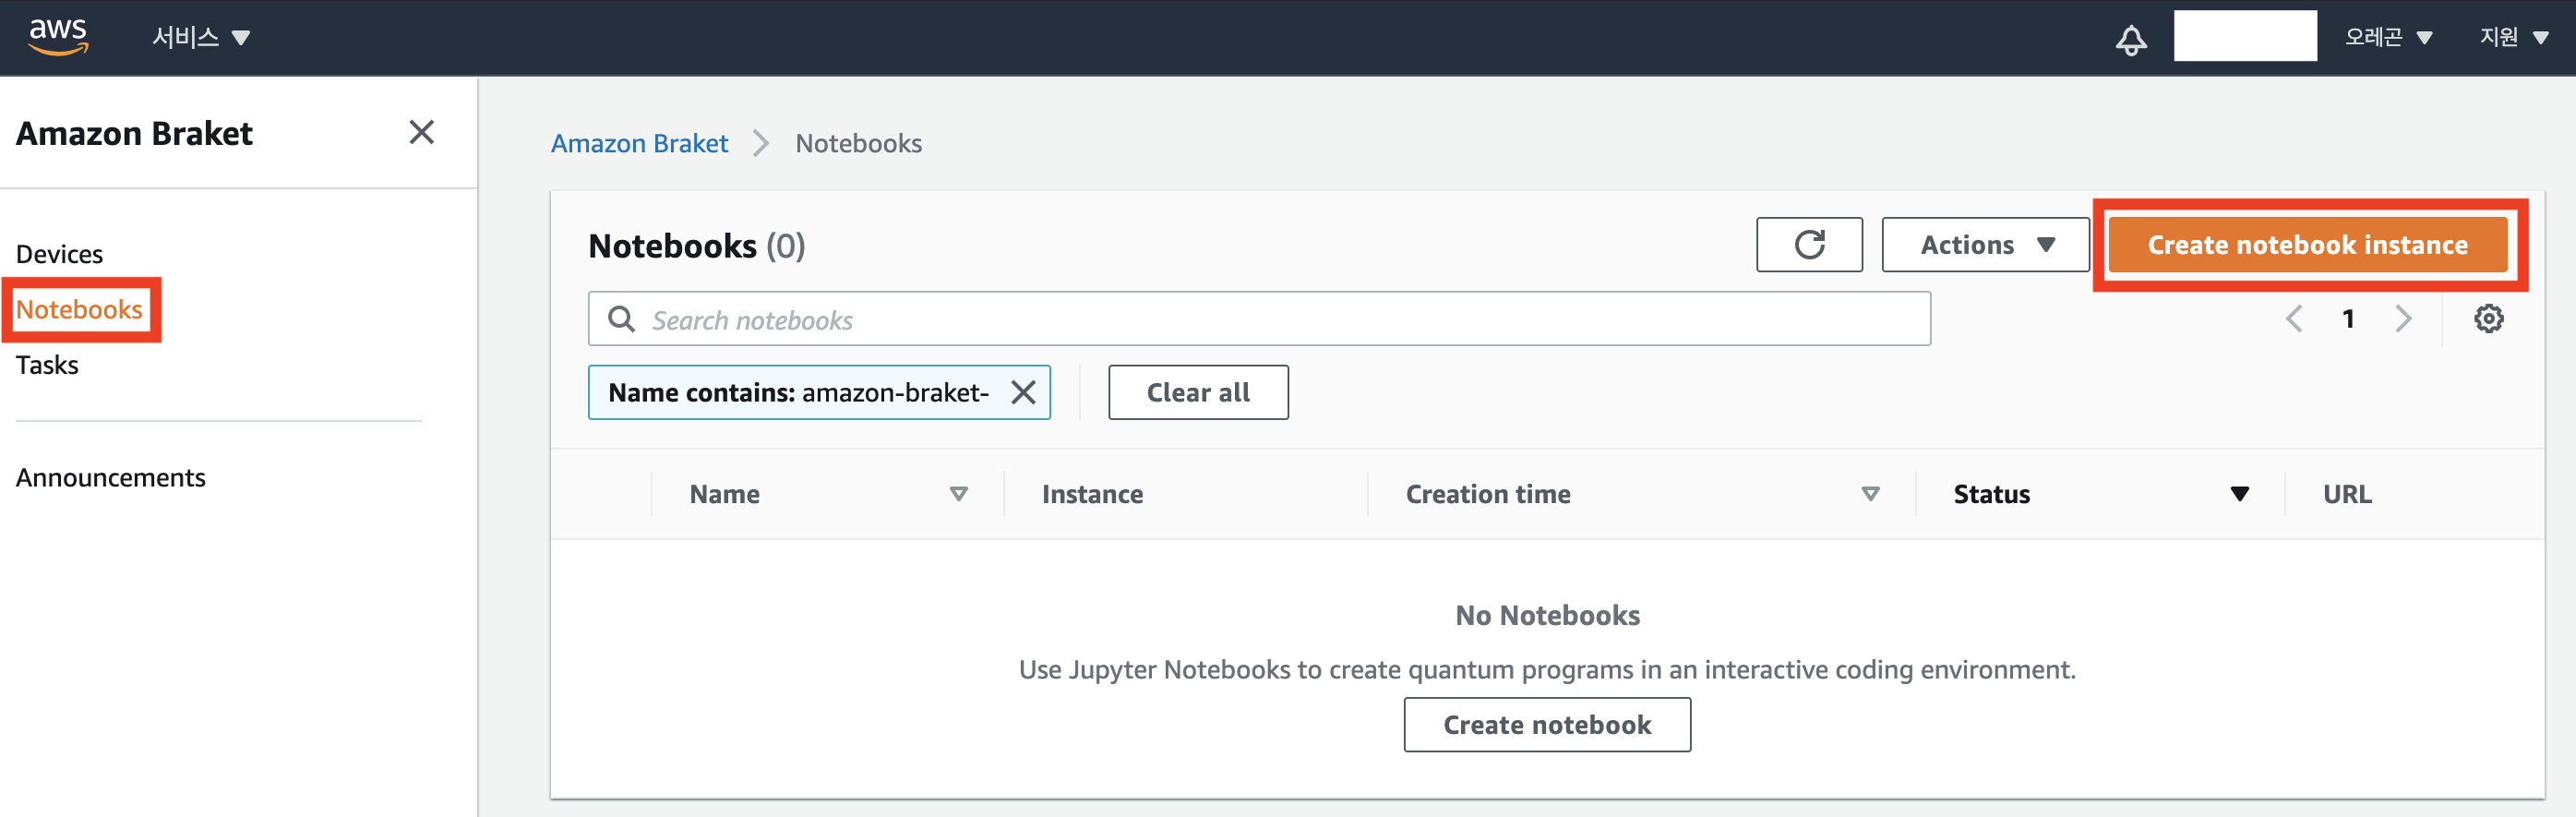 aws 서비스 오레곤 지원
Amazon Braket
Devices
Notebooks
Tasks
Announcements
Amazon Braket Notebooks
Notebooks (0)
Actions
Create notebook instance
Search notebooks
1
Name contains: amazon-braket-
Clear all
Name Instance Creation time Status URL
No Notebooks
Use Jupyter Notebooks to create quantum programs in an interactive coding environment.
Create notebook